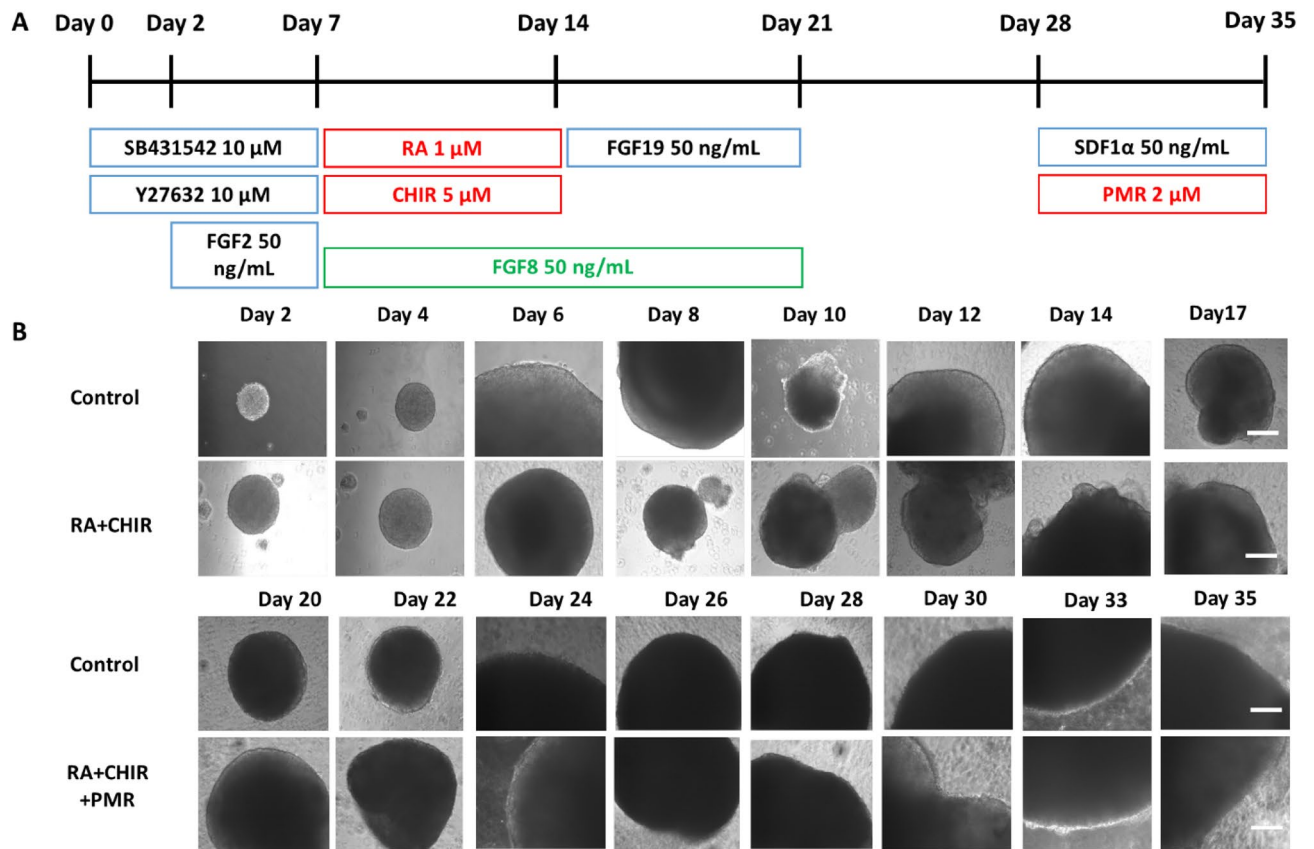 A
Day 0 Day 2 Day 7 Day 14 Day 21 Day 28 Day 35
SB431542 10 µM RA 1 µM FGF19 50 ng/mL SDF1α 50 ng/mL
Y27632 10 µM CHIR 5 µM PMR 2 µM
FGF2 50
ng/mL
FGF8 50 ng/mL
B
Day 2 Day 4 Day 6 Day 8 Day 10 Day 12 Day 14 Day17
Control
RA+CHIR
Day 20 Day 22 Day 24 Day 26 Day 28 Day 30 Day 33 Day 35
Control
RA+CHIR
+PMR